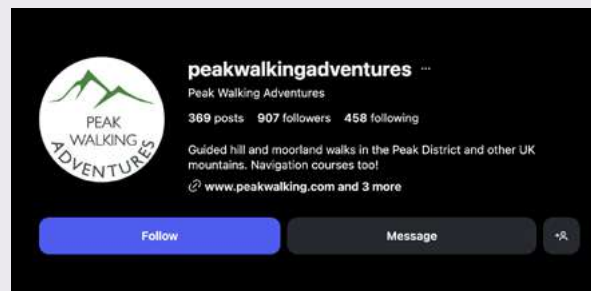 peakwalkingadventures ...
Peak Walking Adventures
369 posts 907 followers 458 following
PEAK
WALKING
ADVENTURES
Guided hill and moorland walks in the Peak District and other UK
mountains. Navigation courses too!
www.peakwalking.com and 3 more
Follow
Message